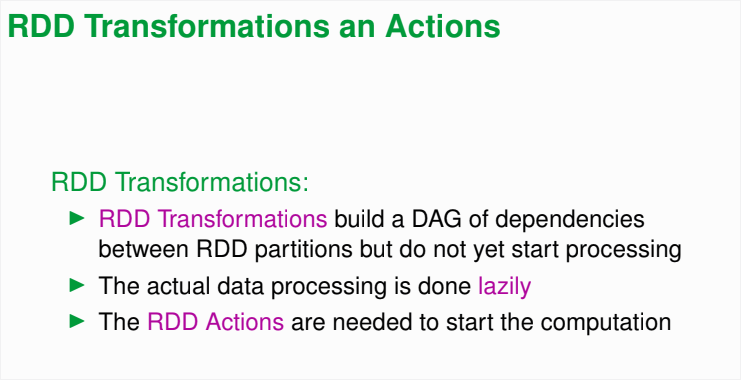 RDD Transformations an Actions
RDD Transformations:
► RDD Transformations build a DAG of dependencies
between RDD partitions but do not yet start processing
► The actual data processing is done lazily
► The RDD Actions are needed to start the computation